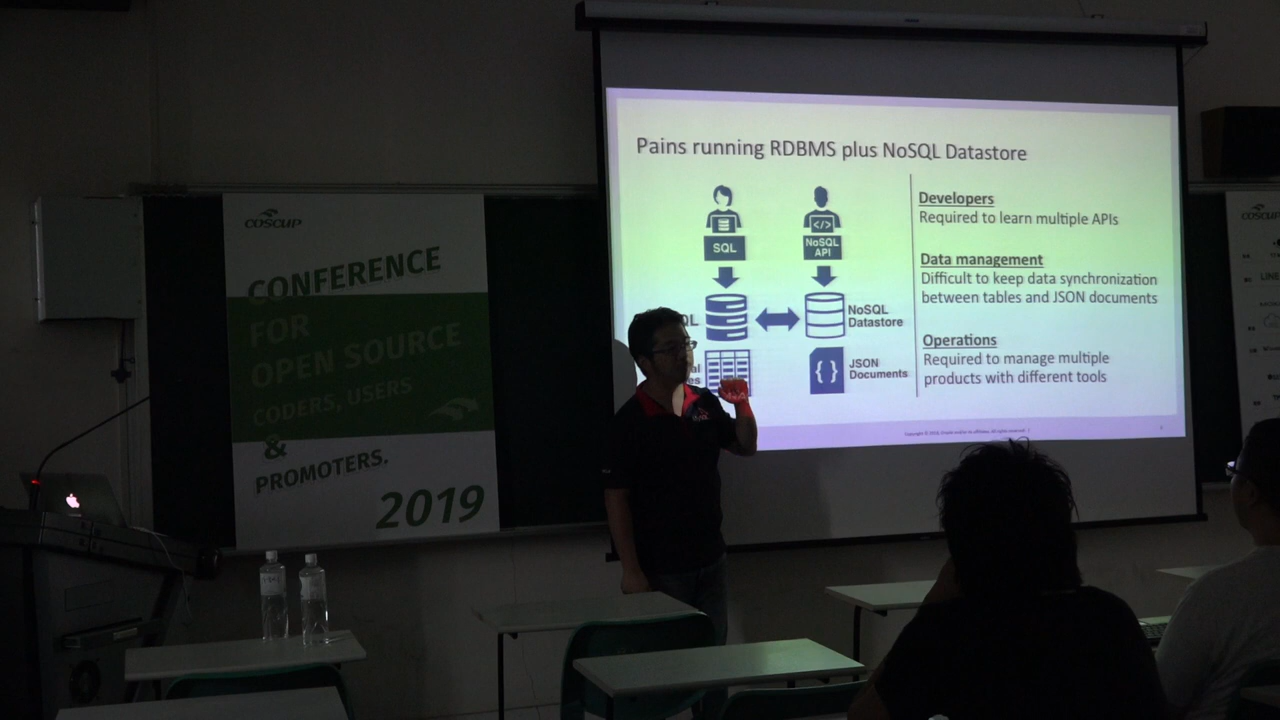 COSCUP
CONFERENCE
FOR
OPEN SOURCE
CODERS, USERS
&
PROMOTERS.
2019
Pains running RDBMS plus NoSQL Datastore
SQL
NoSQL
API
QL
NoSQL
Datastore
JSON
Documents
Developers
Required to learn multiple APIs
Data management
Difficult to keep data synchronization
between tables and JSON documents
Operations
Required to manage multiple
products with different tools
COSCUP